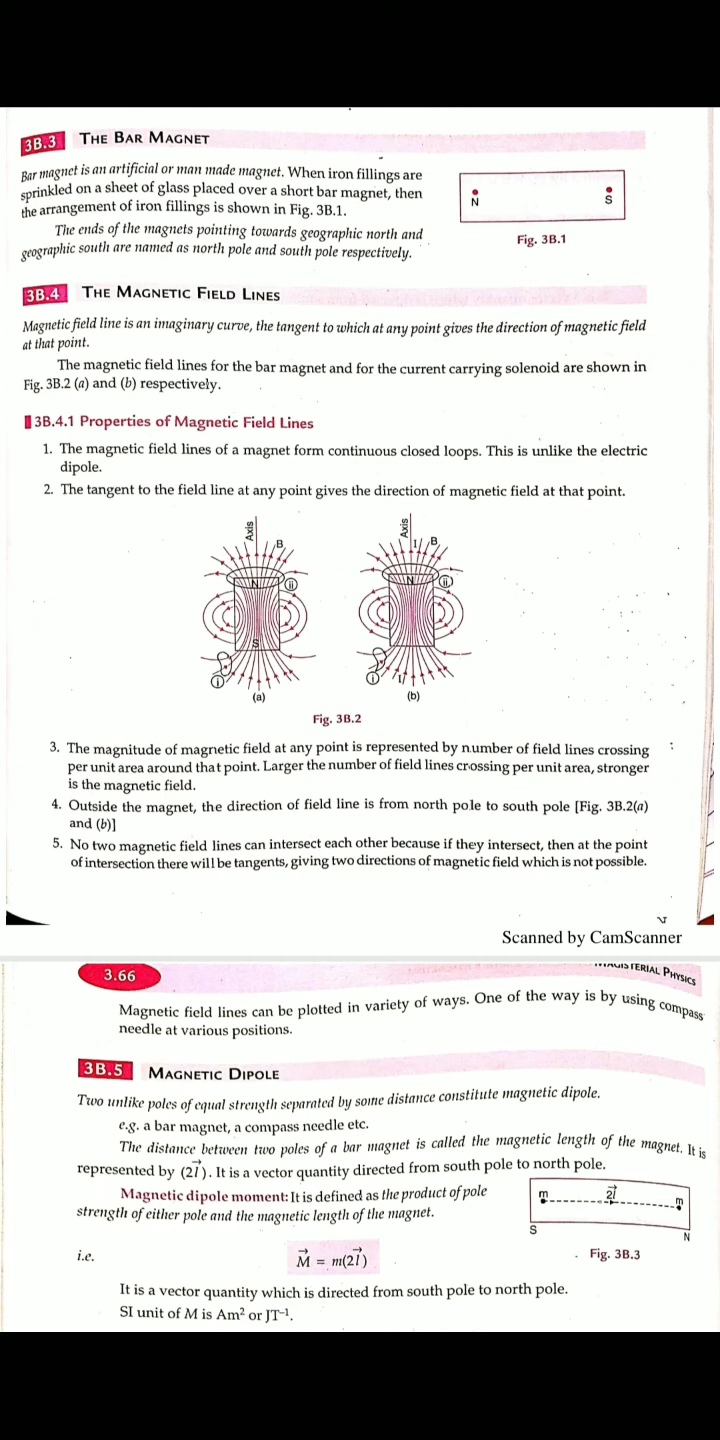 3B.3 THE BAR MAGNET
Bar magnet is an artificial or man made magnet. When iron fillings are
sprinkled on a sheet of glass placed over a short bar magnet, then
the arrangement of iron fillings is shown in Fig. 3B.1.
N
S
The ends of the magnets pointing towards geographic north and
geographic south are named as north pole and south pole respectively.
Fig. 3B.1
3B.4 THE MAGNETIC FIELD LINES
Magnetic field line is an imaginary curve, the tangent to which at any point gives the direction of magnetic field
at that point.
The magnetic field lines for the bar magnet and for the current carrying solenoid are shown in
Fig. 3B.2 (a) and (b) respectively.
3B.4.1 Properties of Magnetic Field Lines
1. The magnetic field lines of a magnet form continuous closed loops. This is unlike the electric
dipole.
2. The tangent to the field line at any point gives the direction of magnetic field at that point.
Axis
B
N
ii
S
i
(a)
Axis
I
B
N
ii
i
I
(b)
Fig. 3B.2
3. The magnitude of magnetic field at any point is represented by number of field lines crossing
per unit area around that point. Larger the number of field lines crossing per unit area, stronger
is the magnetic field.
4. Outside the magnet, the direction of field line is from north pole to south pole [Fig. 3B.2(a)
and (b)]
5. No two magnetic field lines can intersect each other because if they intersect, then at the point
of intersection there will be tangents, giving two directions of magnetic field which is not possible.
Scanned by CamScanner
3.66
PHYSICS
Magnetic field lines can be plotted in variety of ways. One of the way is by using compass
needle at various positions.
3B.5 MAGNETIC DIPOLE
Two unlike poles of equal strength separated by some distance constitute magnetic dipole.
e.g. a bar magnet, a compass needle etc.
The distance between two poles of a bar magnet is called the magnetic length of the magnet. It is
represented by (2l⃗). It is a vector quantity directed from south pole to north pole.
Magnetic dipole moment: It is defined as the product of pole
strength of either pole and the magnetic length of the magnet.
m
2l⃗
m
S
N
Fig. 3B.3
i.e.
M⃗ = m(2l⃗)
It is a vector quantity which is directed from south pole to north pole.
SI unit of M is Am² or JT⁻¹.